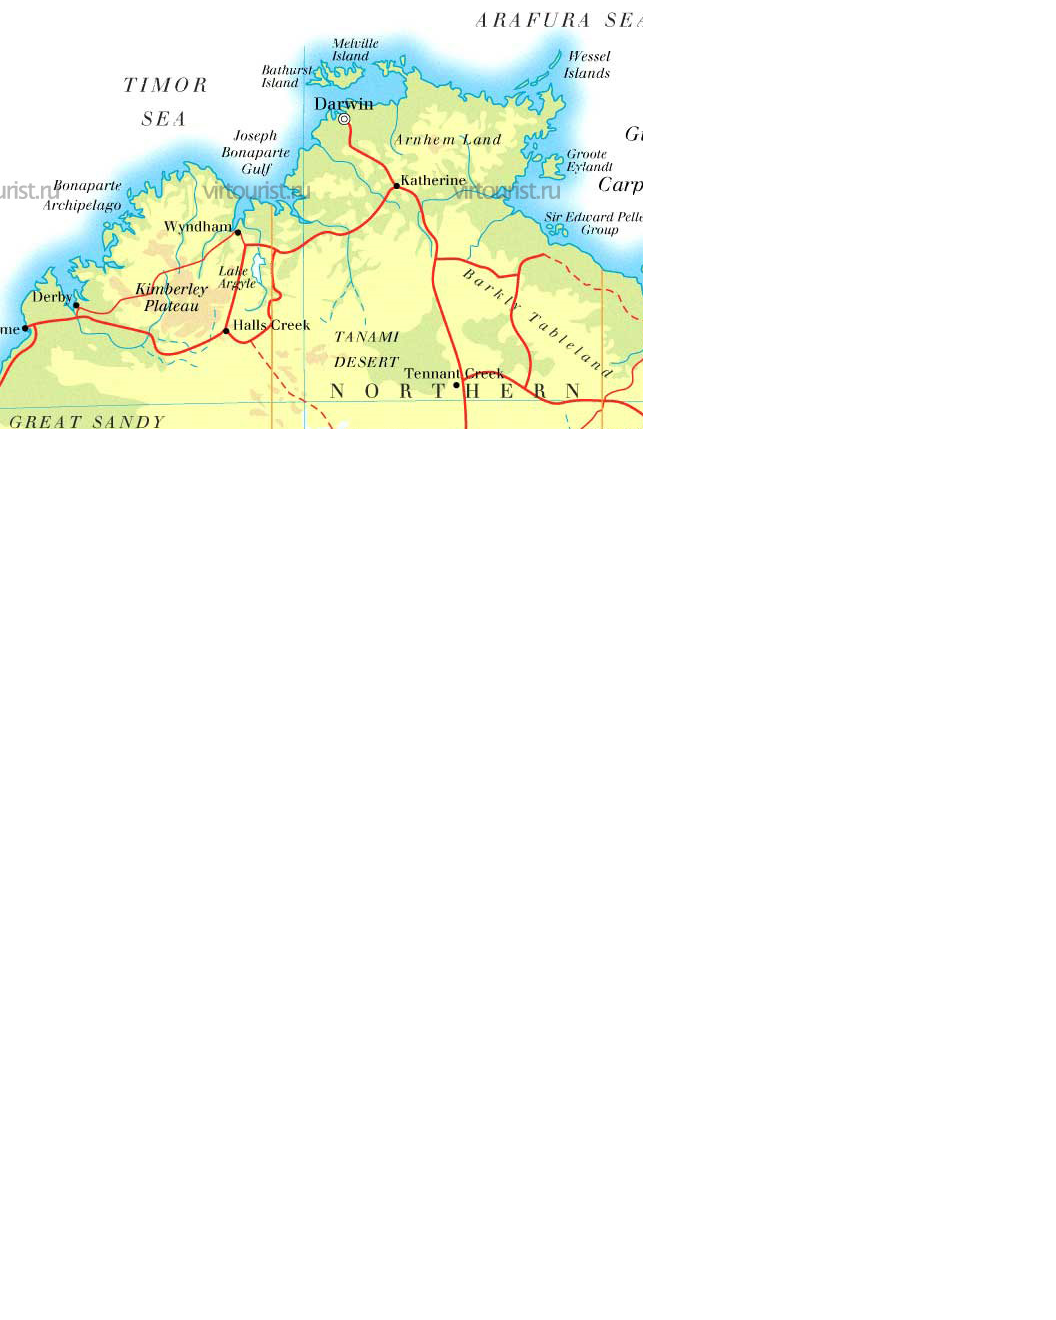 ARAFURA SEA
Melville
Island
Wessel
Islands
Bathurst
Island
TIMOR
SEA
Darwin
Joseph
Bonaparte
Gulf
Arnhem Land
Groote
Eylandt
Carp
Katherine
Bonaparte
Archipelago
urist.ru
virtourist.ru
virtourist.ru
Sir Edward Pelle
Group
Wyndham
Lake
Argyle
Kimberley
Plateau
Derby
me
Halls Creek
Barkly Tableland
TANAMI
DESERT
Tennant Creek
NORTHERN
GREAT SANDY